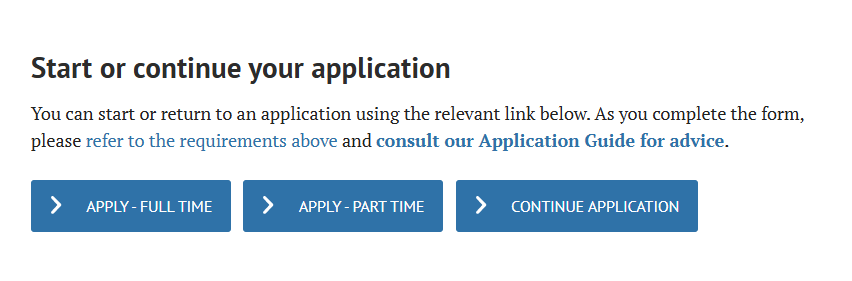 Start or continue your application
You can start or return to an application using the relevant link below. As you complete the form,
please refer to the requirements above and consult our Application Guide for advice.
APPLY - FULL TIME
APPLY - PART TIME
CONTINUE APPLICATION